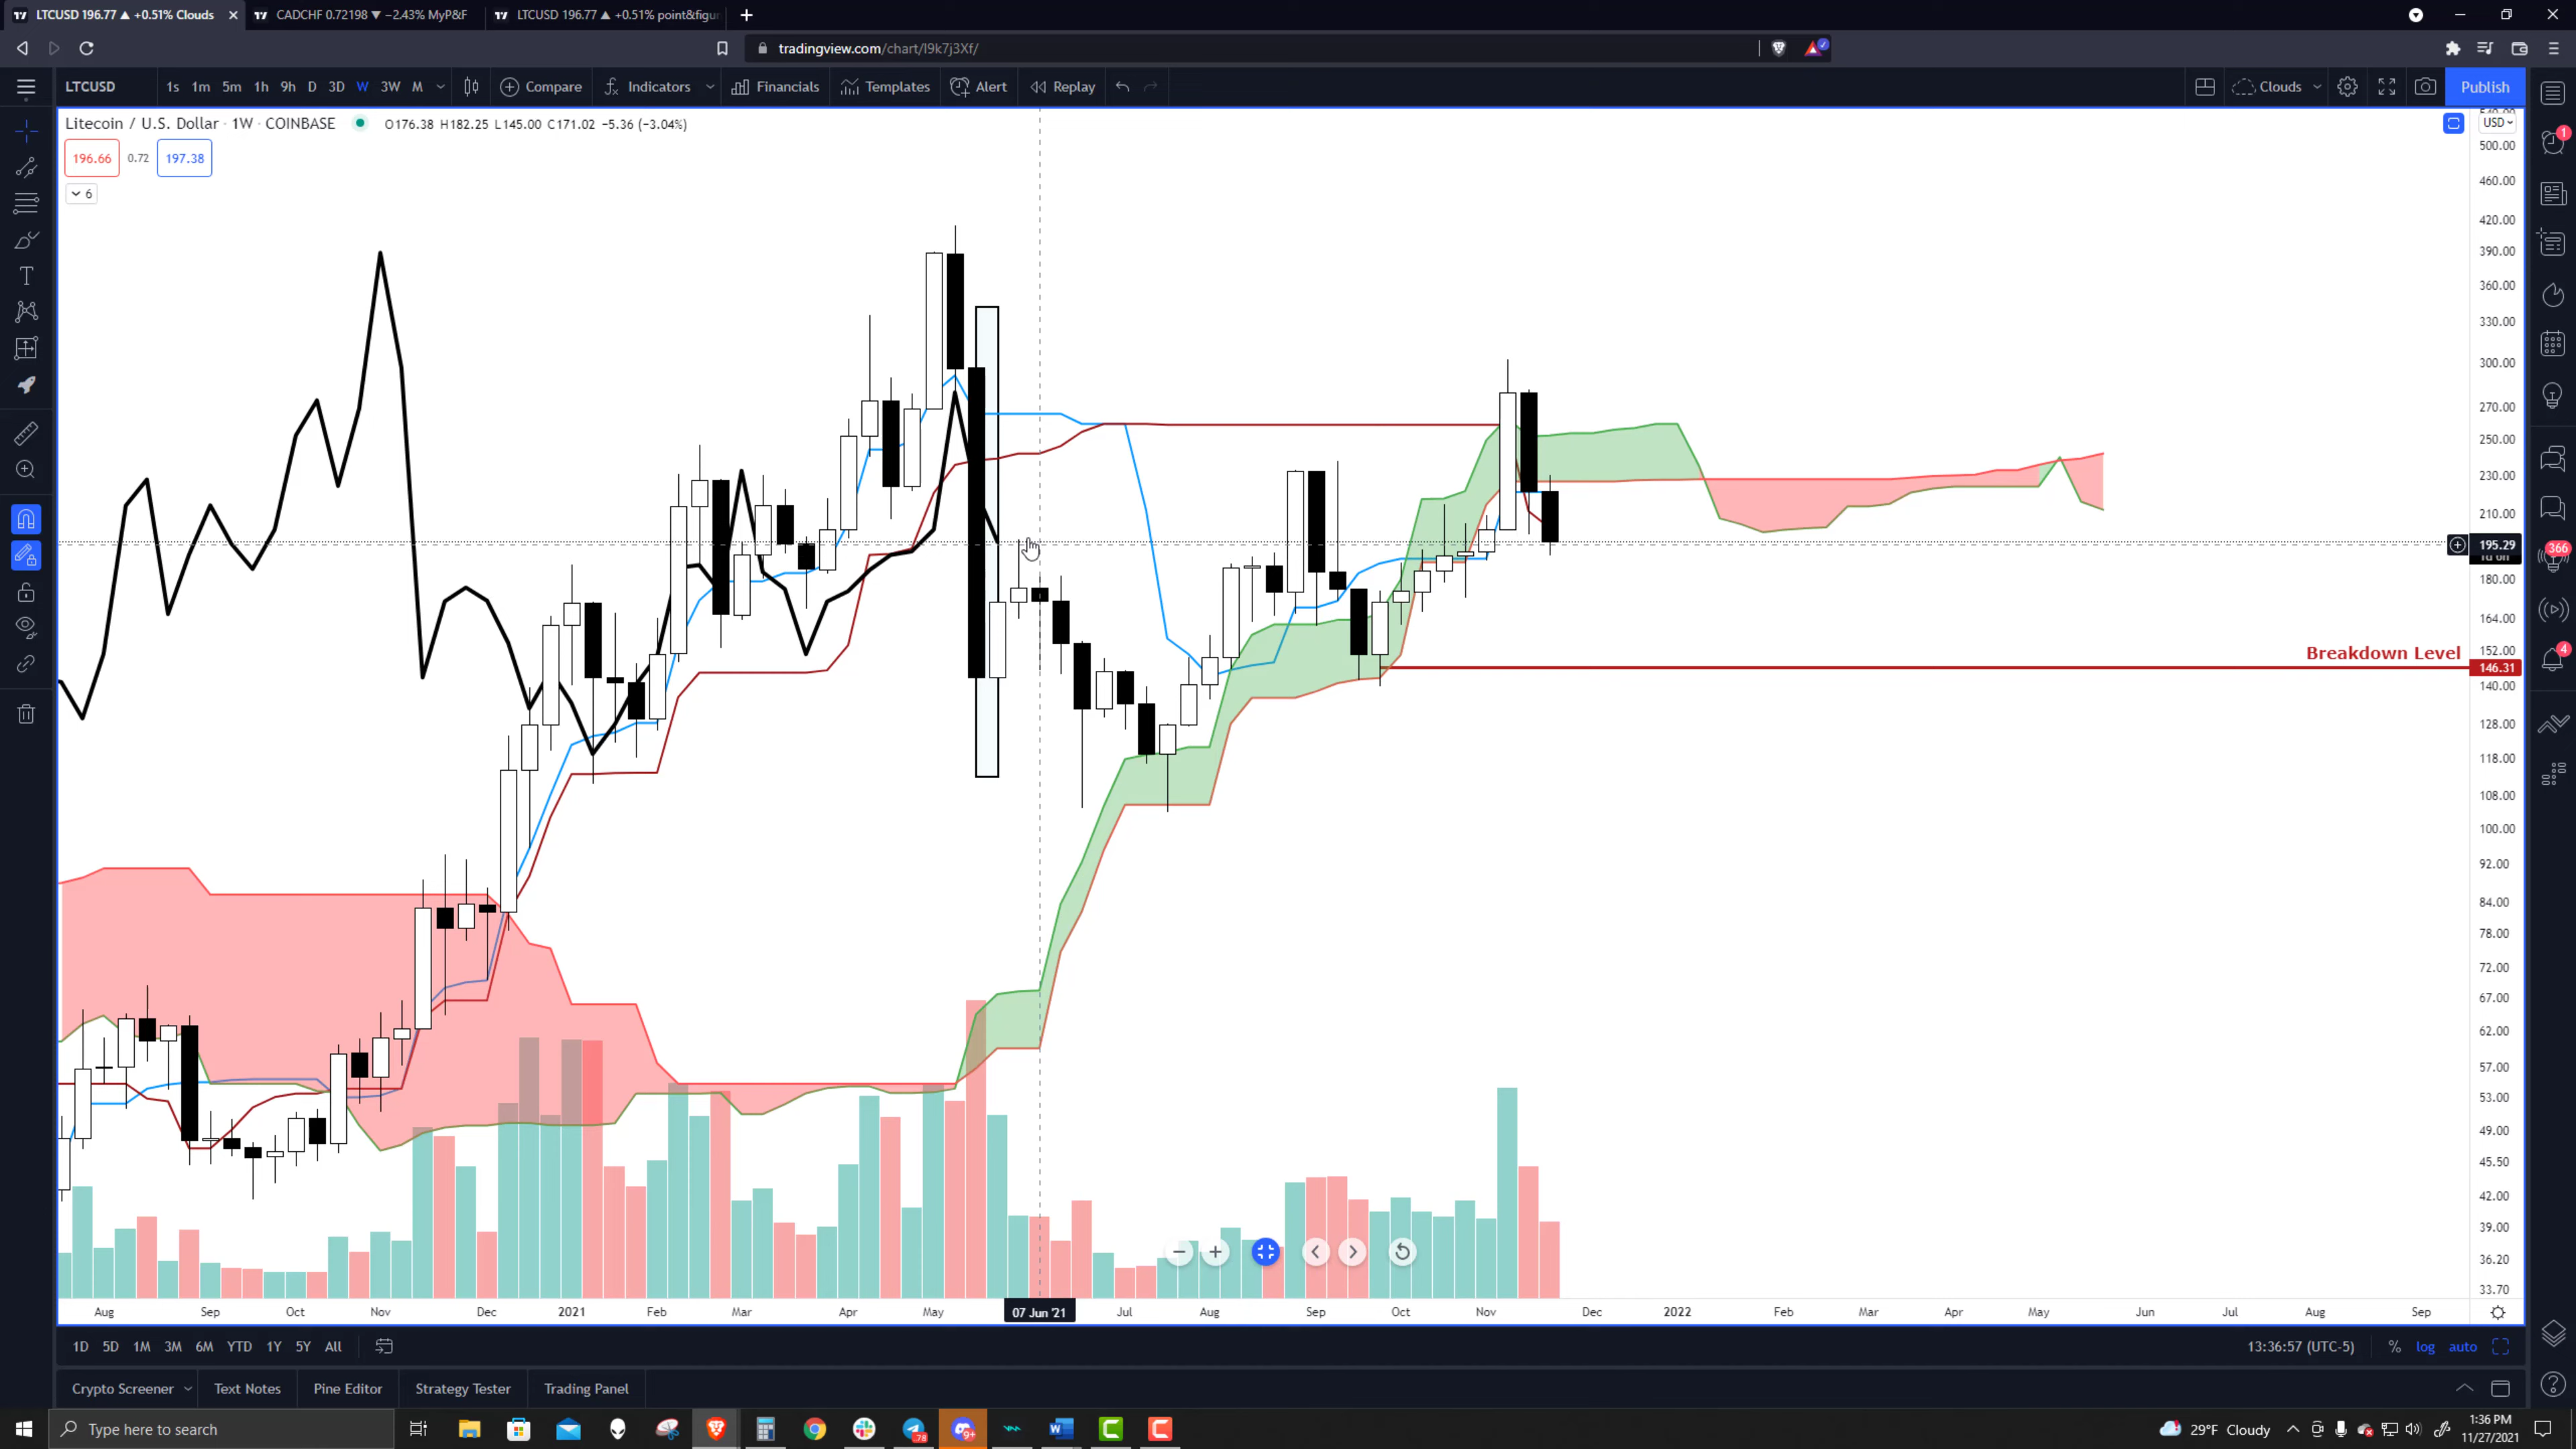 LTCUSD 196.77 ▲ +0.51% Clouds
CADCHF 0.72198 ▼ −2.43% MyP&F
LTCUSD 196.77 ▲ +0.51% point&figur
tradingview.com/chart/l9k7j3Xf/
LTCUSD 1s 1m 5m 1h 9h D 3D W 3W M Compare Indicators Financials Templates Alert Replay Clouds Publish
Litecoin / U.S. Dollar · 1W · COINBASE O176.38 H182.25 L145.00 C171.02 −5.36 (−3.04%)
USD
196.66 0.72 197.38
6
500.00
460.00
420.00
390.00
360.00
330.00
300.00
270.00
250.00
230.00
210.00
195.29
1d 6h
180.00
164.00
152.00
Breakdown Level
146.31
140.00
128.00
118.00
108.00
100.00
92.00
84.00
78.00
72.00
67.00
62.00
57.00
53.00
49.00
45.50
42.00
39.00
36.20
33.70
1
366
4
Aug Sep Oct Nov Dec 2021 Feb Mar Apr May 07 Jun '21 Jul Aug Sep Oct Nov Dec 2022 Feb Mar Apr May Jun Jul Aug Sep
1D 5D 1M 3M 6M YTD 1Y 5Y All 13:36:57 (UTC-5) % log auto
Crypto Screener Text Notes Pine Editor Strategy Tester Trading Panel
Type here to search
78
9+
29°F Cloudy
1:36 PM
11/27/2021